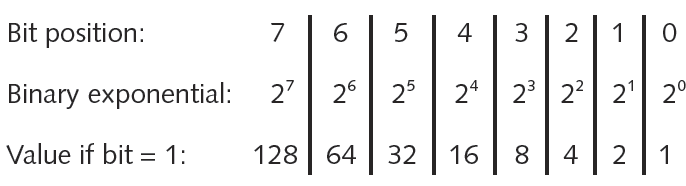 Bit position: 7 6 5 4 3 2 1 0
Binary exponential: 2⁷ 2⁶ 2⁵ 2⁴ 2³ 2² 2¹ 2⁰
Value if bit = 1: 128 64 32 16 8 4 2 1